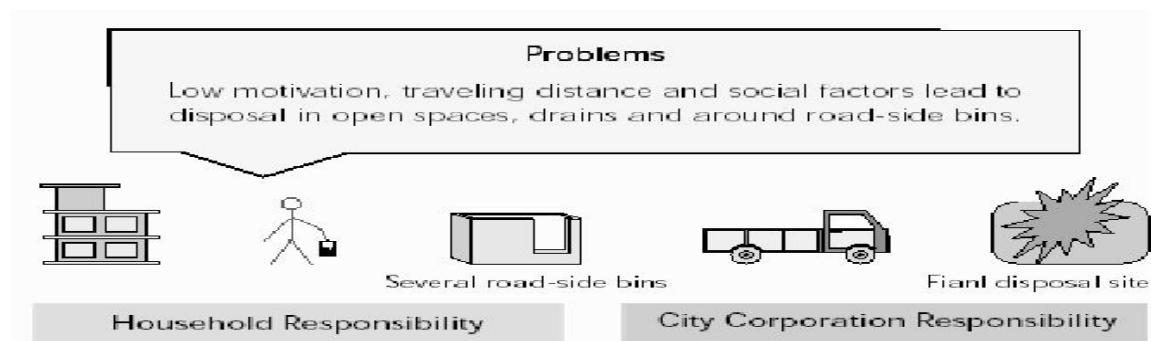 Problems
Low motivation, traveling distance and social factors lead to
disposal in open spaces, drains and around road-side bins.
Several road-side bins
Fianl disposal site
Household Responsibility
City Corporation Responsibility